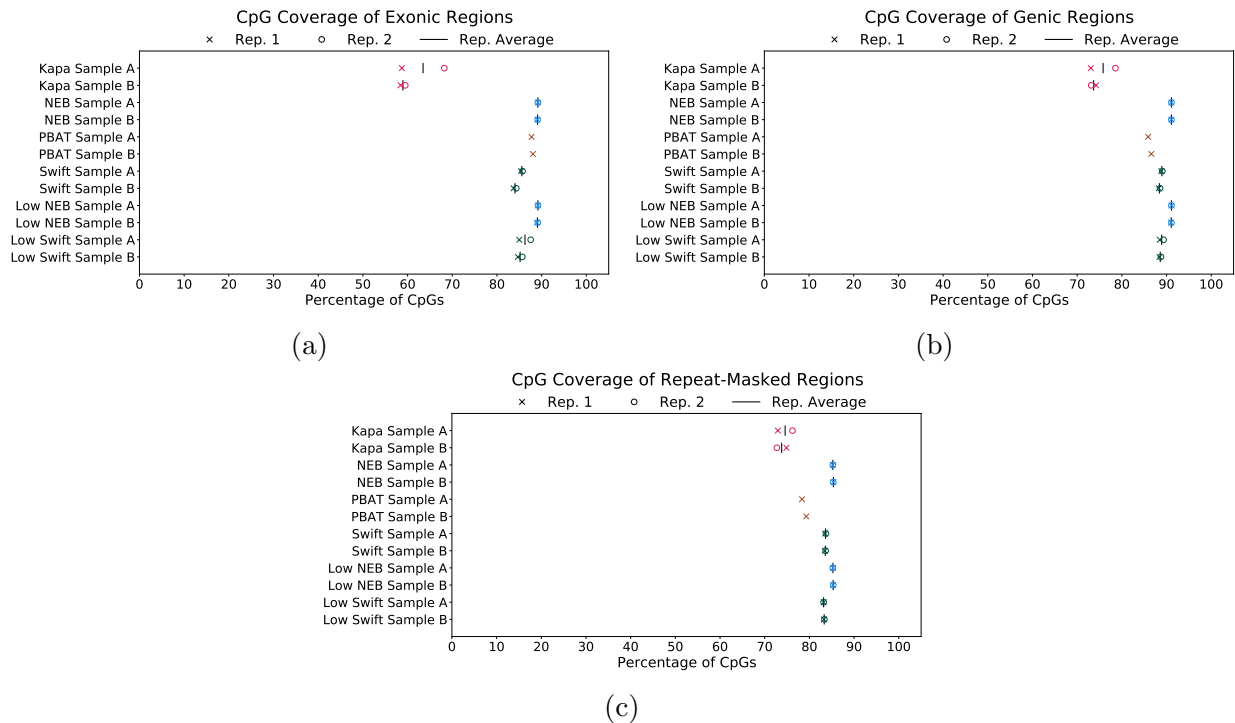 CpG Coverage of Exonic Regions
Rep. 1 Rep. 2 Rep. Average
Kapa Sample A
Kapa Sample B
NEB Sample A
NEB Sample B
PBAT Sample A
PBAT Sample B
Swift Sample A
Swift Sample B
Low NEB Sample A
Low NEB Sample B
Low Swift Sample A
Low Swift Sample B
0 10 20 30 40 50 60 70 80 90 100
Percentage of CpGs
(a)
CpG Coverage of Genic Regions
Rep. 1 Rep. 2 Rep. Average
Kapa Sample A
Kapa Sample B
NEB Sample A
NEB Sample B
PBAT Sample A
PBAT Sample B
Swift Sample A
Swift Sample B
Low NEB Sample A
Low NEB Sample B
Low Swift Sample A
Low Swift Sample B
0 10 20 30 40 50 60 70 80 90 100
Percentage of CpGs
(b)
CpG Coverage of Repeat-Masked Regions
Rep. 1 Rep. 2 Rep. Average
Kapa Sample A
Kapa Sample B
NEB Sample A
NEB Sample B
PBAT Sample A
PBAT Sample B
Swift Sample A
Swift Sample B
Low NEB Sample A
Low NEB Sample B
Low Swift Sample A
Low Swift Sample B
0 10 20 30 40 50 60 70 80 90 100
Percentage of CpGs
(c)